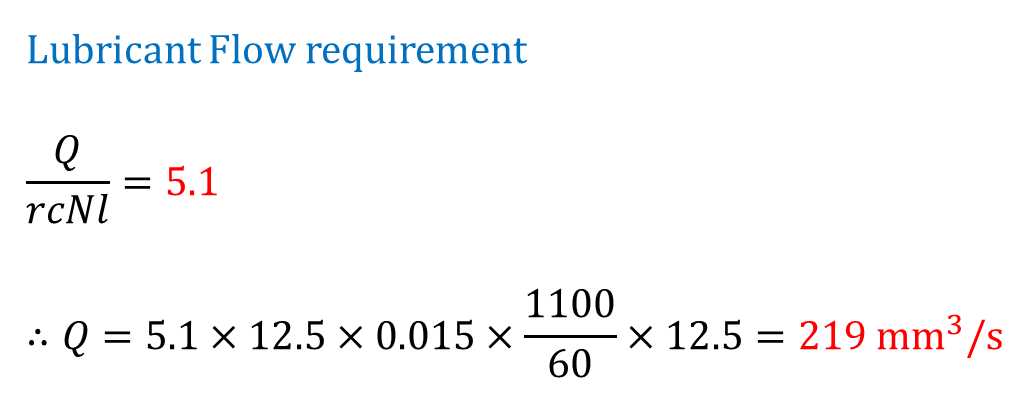 Lubricant Flow requirement
Q/rcNl = 5.1
∴ Q = 5.1 × 12.5 × 0.015 × 1100/60 × 12.5 = 219 mm³/s